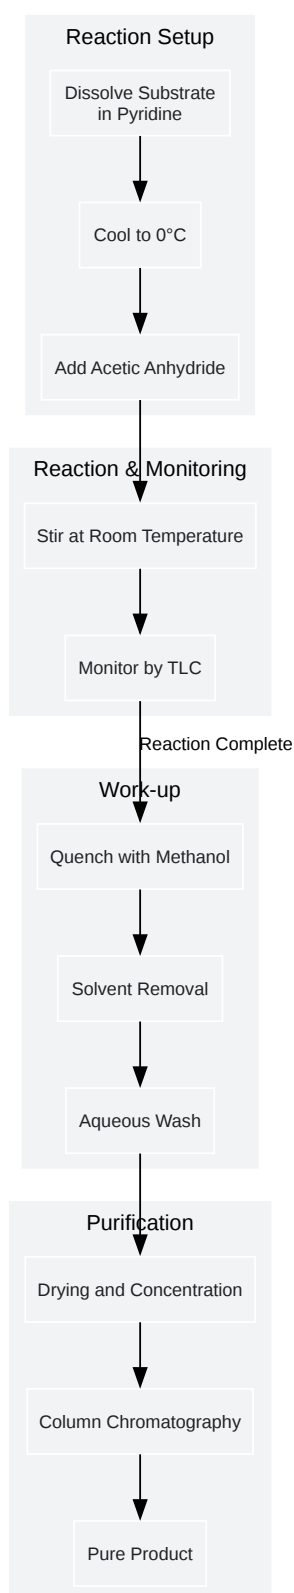 Reaction Setup
Dissolve Substrate
in Pyridine
Cool to 0°C
Add Acetic Anhydride
Reaction & Monitoring
Stir at Room Temperature
Monitor by TLC
Reaction Complete
Work-up
Quench with Methanol
Solvent Removal
Aqueous Wash
Purification
Drying and Concentration
Column Chromatography
Pure Product